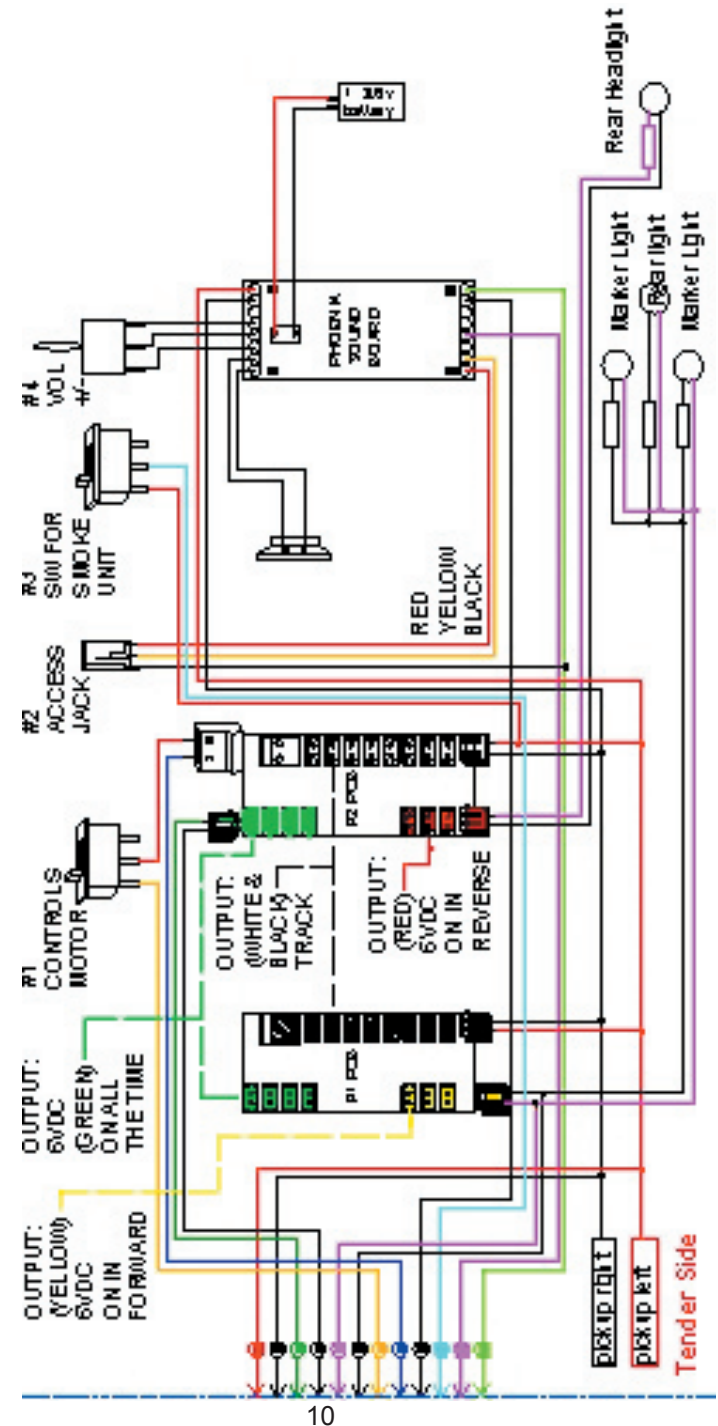 #1
CONTROLS
MOTOR
#2
ACCESS
JACK
#3
SW FOR
SMOKE
UNIT
#4
VOL
+/-
OUTPUT:
6VDC
(GREEN)
ON ALL
THE TIME
OUTPUT:
(YELLOW)
6VDC
ON IN
FORWARD
OUTPUT:
(WHITE &
BLACK)
TRACK
OUTPUT:
(RED)
6VDC
ON IN
REVERSE
RED
YELLOW
BLACK
P1 PCB
P2 PCB
PHOENIX
SOUND
BOARD
battery
Rear Headlight
Marker Light
Rear light
Marker Light
pickup right
pickup left
Tender Side
10